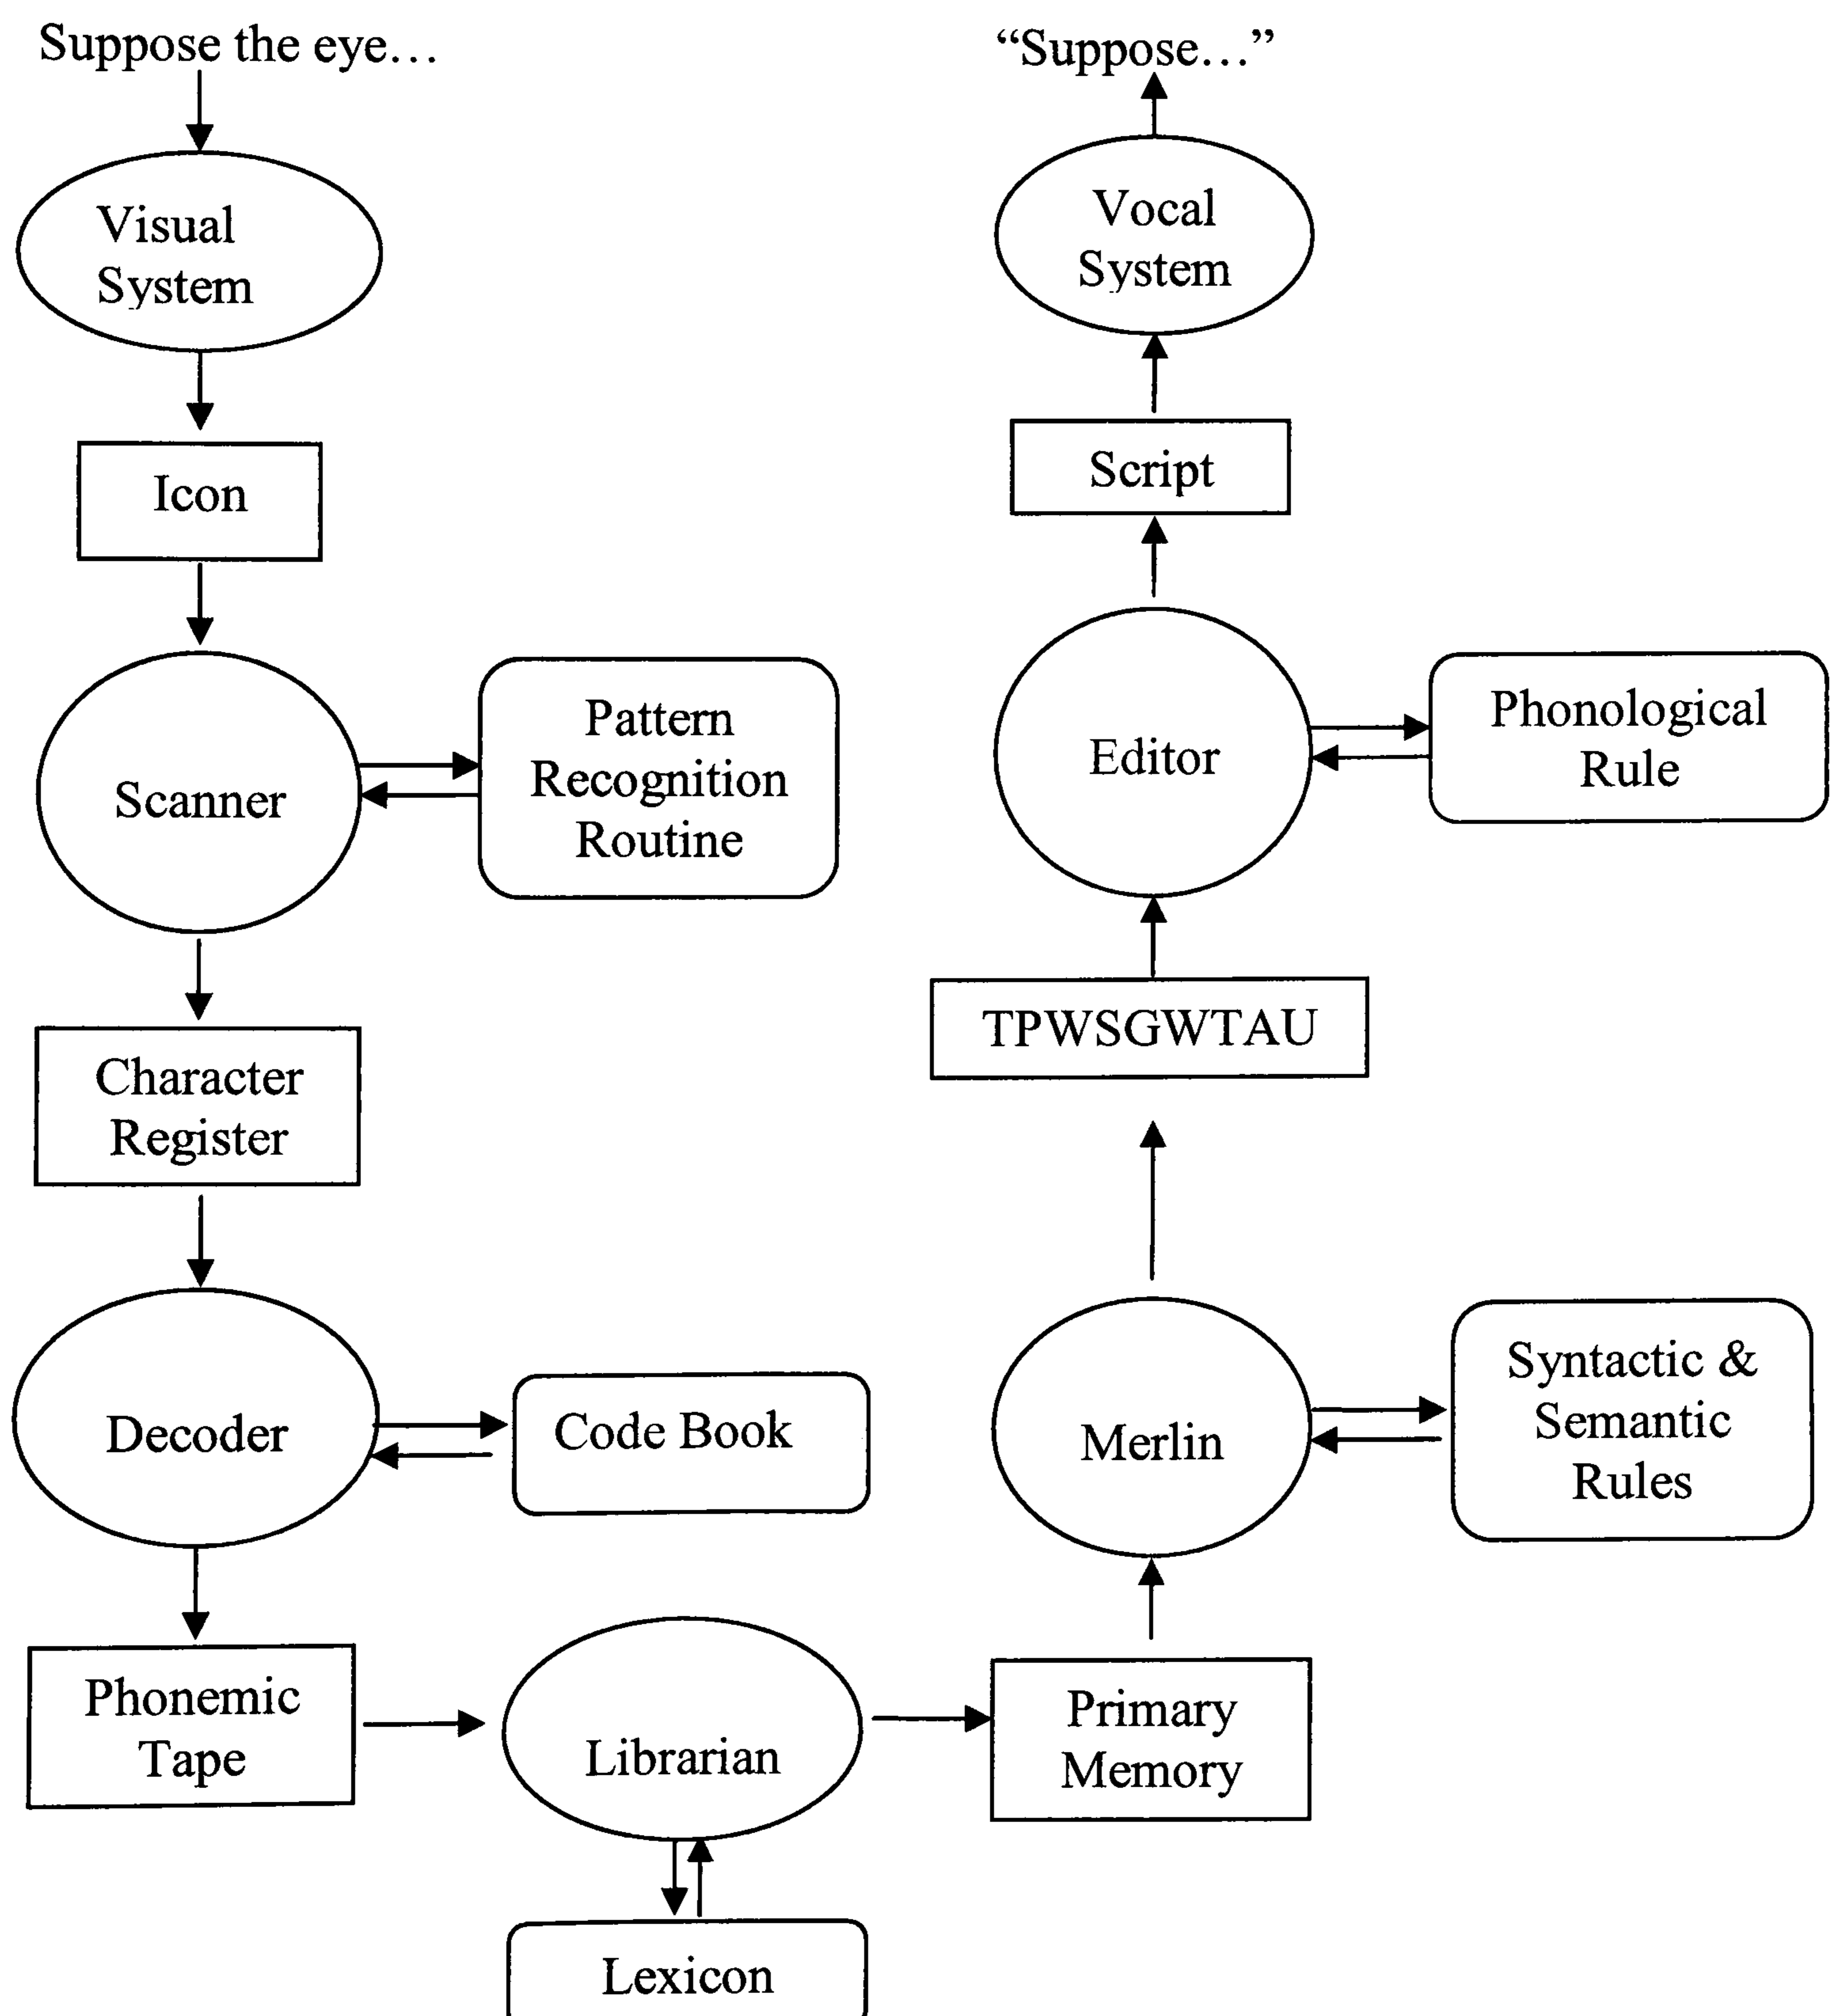 Suppose the eye…
Visual
System
Icon
Scanner
Pattern
Recognition
Routine
Character
Register
Decoder
Code Book
Phonemic
Tape
Librarian
Lexicon
Primary
Memory
Merlin
Syntactic &
Semantic
Rules
TPWSGWTAU
Editor
Phonological
Rule
Script
Vocal
System
“Suppose…”